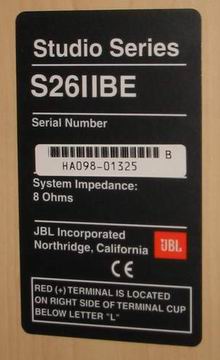 Studio Series
S26IIBE
Serial Number
B
HA098-01325
System Impedance:
8 Ohms
JBL Incorporated
Northridge, California
JBL
CE
RED (+) TERMINAL IS LOCATED
ON RIGHT SIDE OF TERMINAL CUP
BELOW LETTER "L"